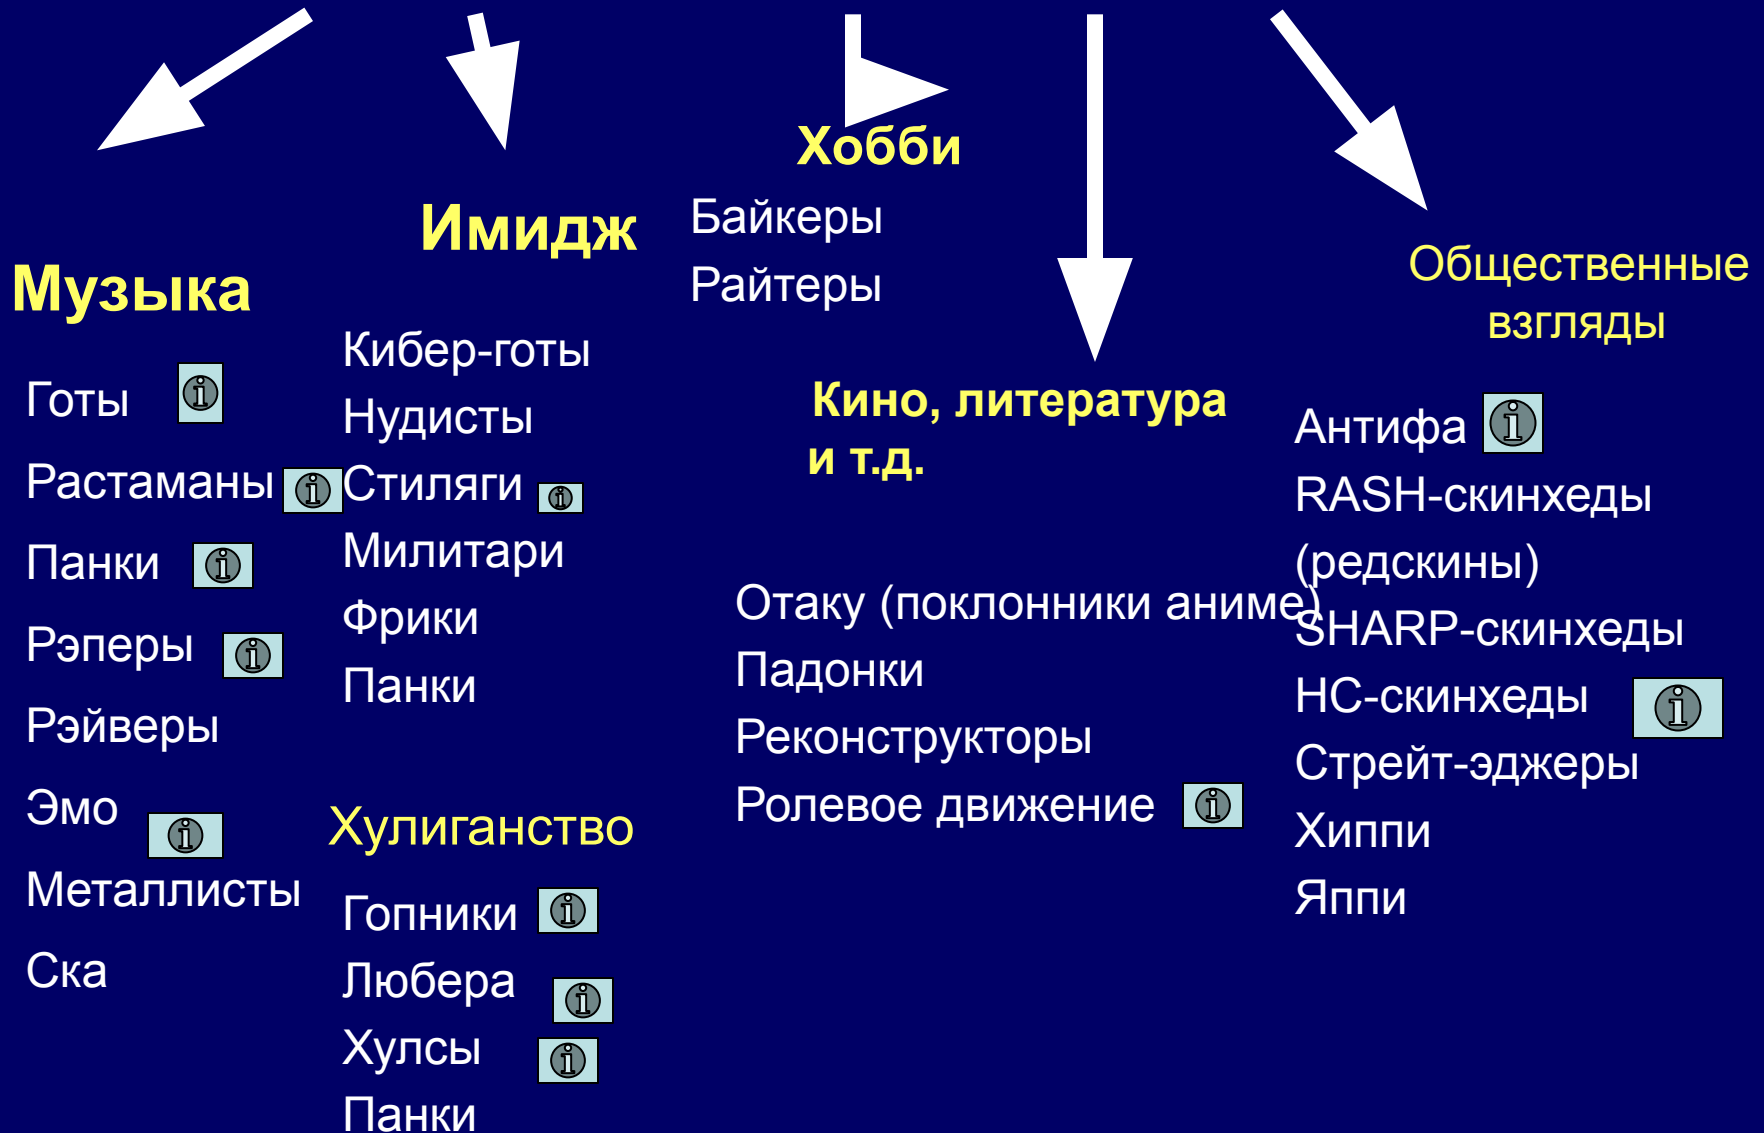 Музыка
Готы
Растаманы
Панки
Рэперы
Рэйверы
Эмо
Металлисты
Ска
Имидж
Кибер-готы
Нудисты
Стиляги
Милитари
Фрики
Панки
Хулиганство
Гопники
Любера
Хулсы
Панки
Хобби
Байкеры
Райтеры
Кино, литература
и т.д.
Отаку (поклонники аниме)
Падонки
Реконструкторы
Ролевое движение
Общественные
взгляды
Антифа
RASH-скинхеды
(редскины)
SHARP-скинхеды
НС-скинхеды
Стрейт-эджеры
Хиппи
Яппи